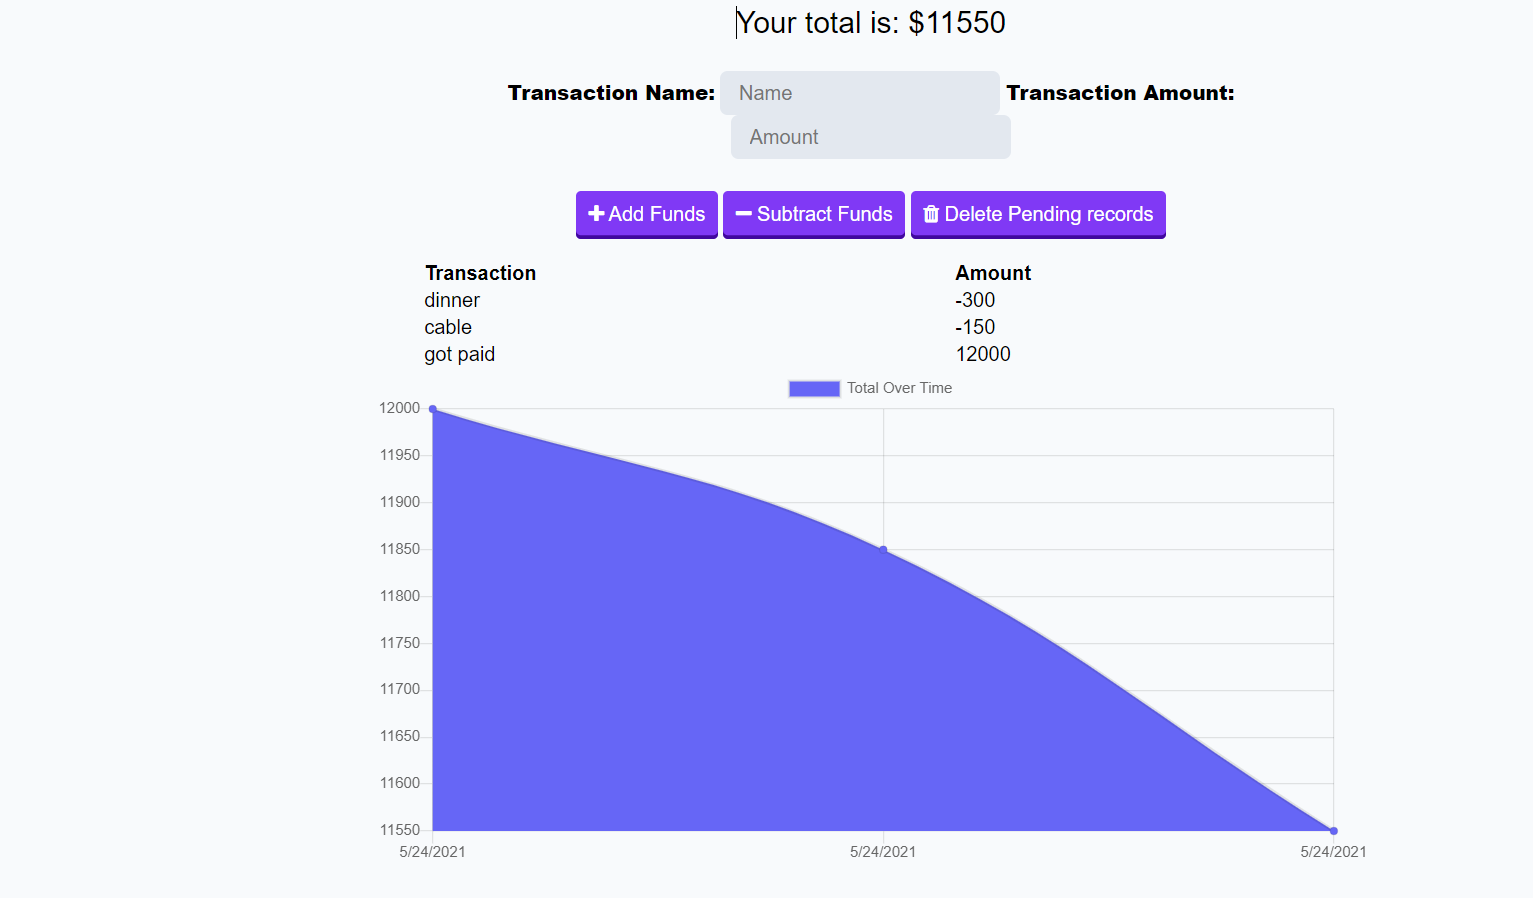 Your total is: $11550
Transaction Name: Name Transaction Amount:
Amount
Add Funds Subtract Funds Delete Pending records
Transaction Amount
dinner -300
cable -150
got paid 12000
Total Over Time
12000
11950
11900
11850
11800
11750
11700
11650
11600
11550
5/24/2021 5/24/2021 5/24/2021